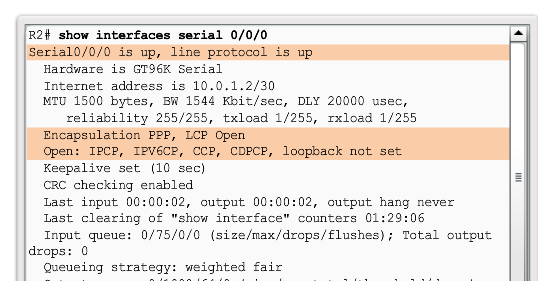 R2# show interfaces serial 0/0/0
Serial0/0/0 is up, line protocol is up
Hardware is GT96K Serial
Internet address is 10.0.1.2/30
MTU 1500 bytes, BW 1544 Kbit/sec, DLY 20000 usec,
reliability 255/255, txload 1/255, rxload 1/255
Encapsulation PPP, LCP Open
Open: IPCP, IPV6CP, CCP, CDPCP, loopback not set
Keepalive set (10 sec)
CRC checking enabled
Last input 00:00:02, output 00:00:02, output hang never
Last clearing of "show interface" counters 01:29:06
Input queue: 0/75/0/0 (size/max/drops/flushes); Total output
drops: 0
Queueing strategy: weighted fair